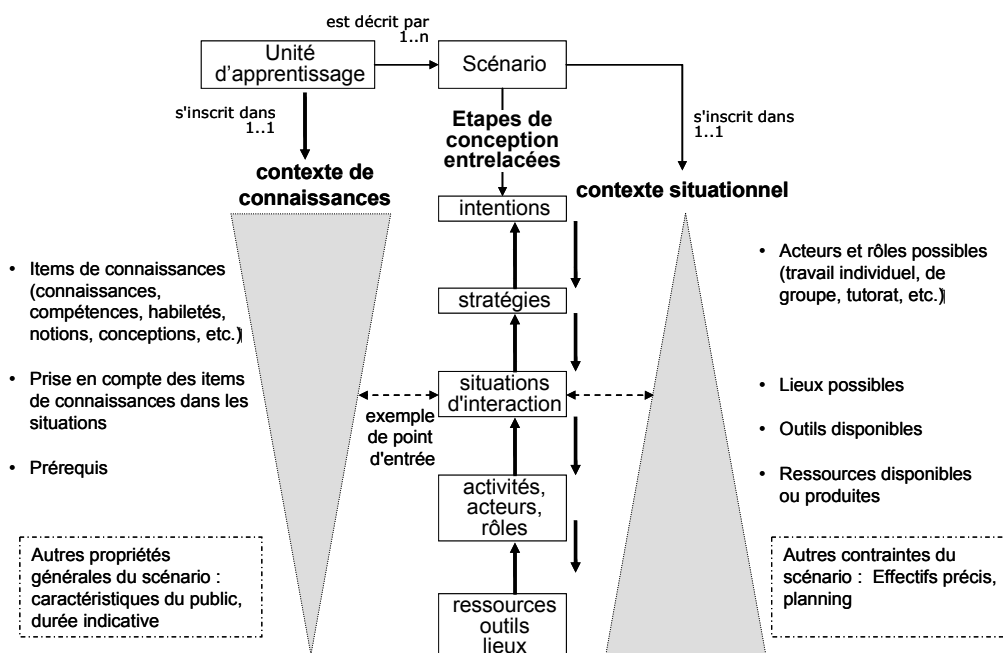 est décrit par
1..n
Unité
d'apprentissage
Scénario
s'inscrit dans
1..1
Etapes de
conception
entrelacées
s'inscrit dans
1..1
contexte de
connaissances
contexte situationnel
intentions
• Items de connaissances
(connaissances,
compétences, habiletés,
notions, conceptions, etc.)
• Prise en compte des items
de connaissances dans les
situations
• Prérequis
stratégies
situations
d'interaction
exemple
de point
d'entrée
activités,
acteurs,
rôles
ressources
outils
lieux
• Acteurs et rôles possibles
(travail individuel, de
groupe, tutorat, etc.)
• Lieux possibles
• Outils disponibles
• Ressources disponibles
ou produites
Autres propriétés
générales du scénario :
caractéristiques du public,
durée indicative
Autres contraintes du
scénario : Effectifs précis,
planning